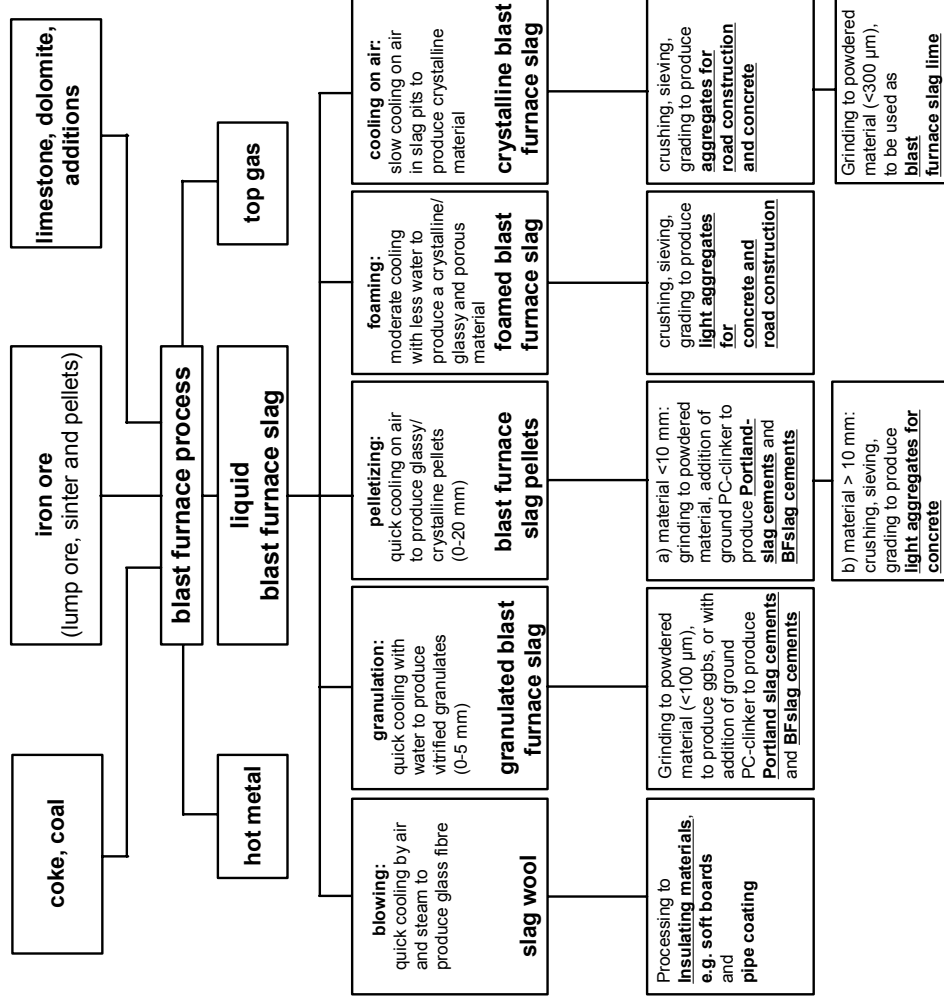 coke, coal
iron ore
(lump ore, sinter and pellets)
limestone, dolomite,
additions
blast furnace process
hot metal
liquid
blast furnace slag
top gas
blowing:
quick cooling by air
and steam to
produce glass fibre
slag wool
granulation:
quick cooling with
water to produce
vitrified granulates
(0-5 mm)
granulated blast
furnace slag
pelletizing:
quick cooling on air
to produce glassy/
crystalline pellets
(0-20 mm)
blast furnace
slag pellets
foaming:
moderate cooling
with less water to
produce a crystalline/
glassy and porous
material
foamed blast
furnace slag
cooling on air:
slow cooling on air
in slag pits to
produce crystalline
material
crystalline blast
furnace slag
Processing to
Insulating materials,
e.g. soft boards
and
pipe coating
Grinding to powdered
material (<100 µm),
to produce ggbs, or with
addition of ground
PC-clinker to produce
Portland slag cements
and BFslag cements
a) material <10 mm:
grinding to powdered
material, addition of
ground PC-clinker to
produce Portland-
slag cements and
BFslag cements
crushing, sieving,
grading to produce
light aggregates
for
concrete and
road construction
crushing, sieving,
grading to produce
aggregates for
road construction
and concrete
b) material > 10 mm:
crushing, sieving,
grading to produce
light aggregates for
concrete
Grinding to powdered
material (<300 µm),
to be used as
blast
furnace slag lime